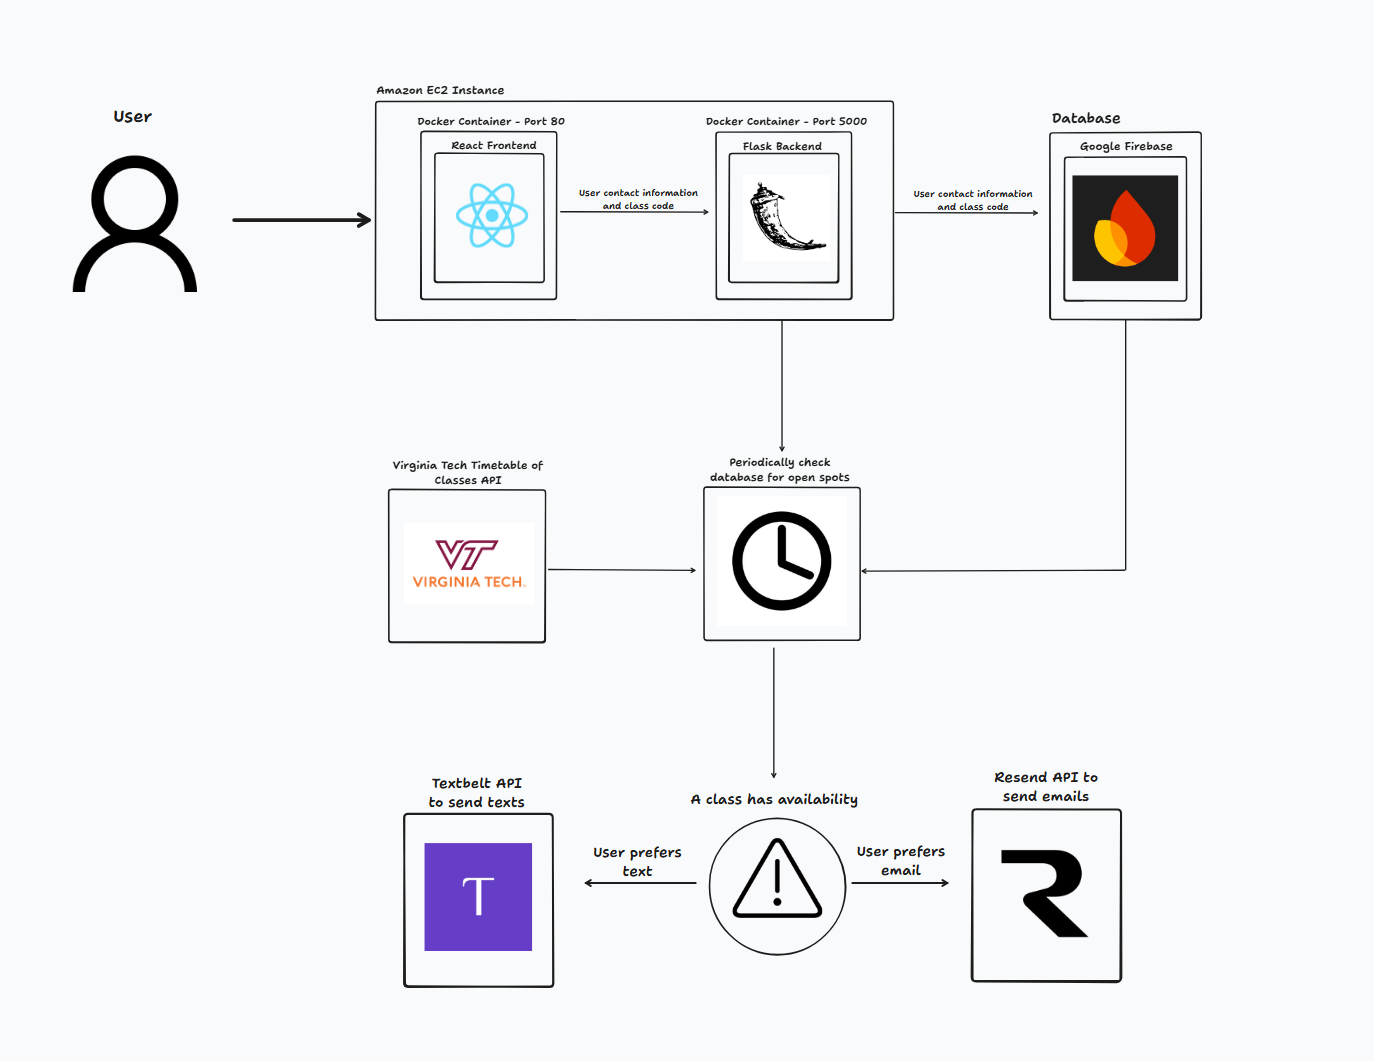 Amazon EC2 Instance
User
Docker Container - Port 80
Docker Container - Port 5000
Database
React Frontend
Flask Backend
Google Firebase
User contact information
and class code
User contact information
and class code
Virginia Tech Timetable of
Classes API
Periodically check
database for open spots
VT
VIRGINIA TECH.
Textbelt API
to send texts
A class has availability
Resend API to
send emails
User prefers
text
User prefers
email
T
R